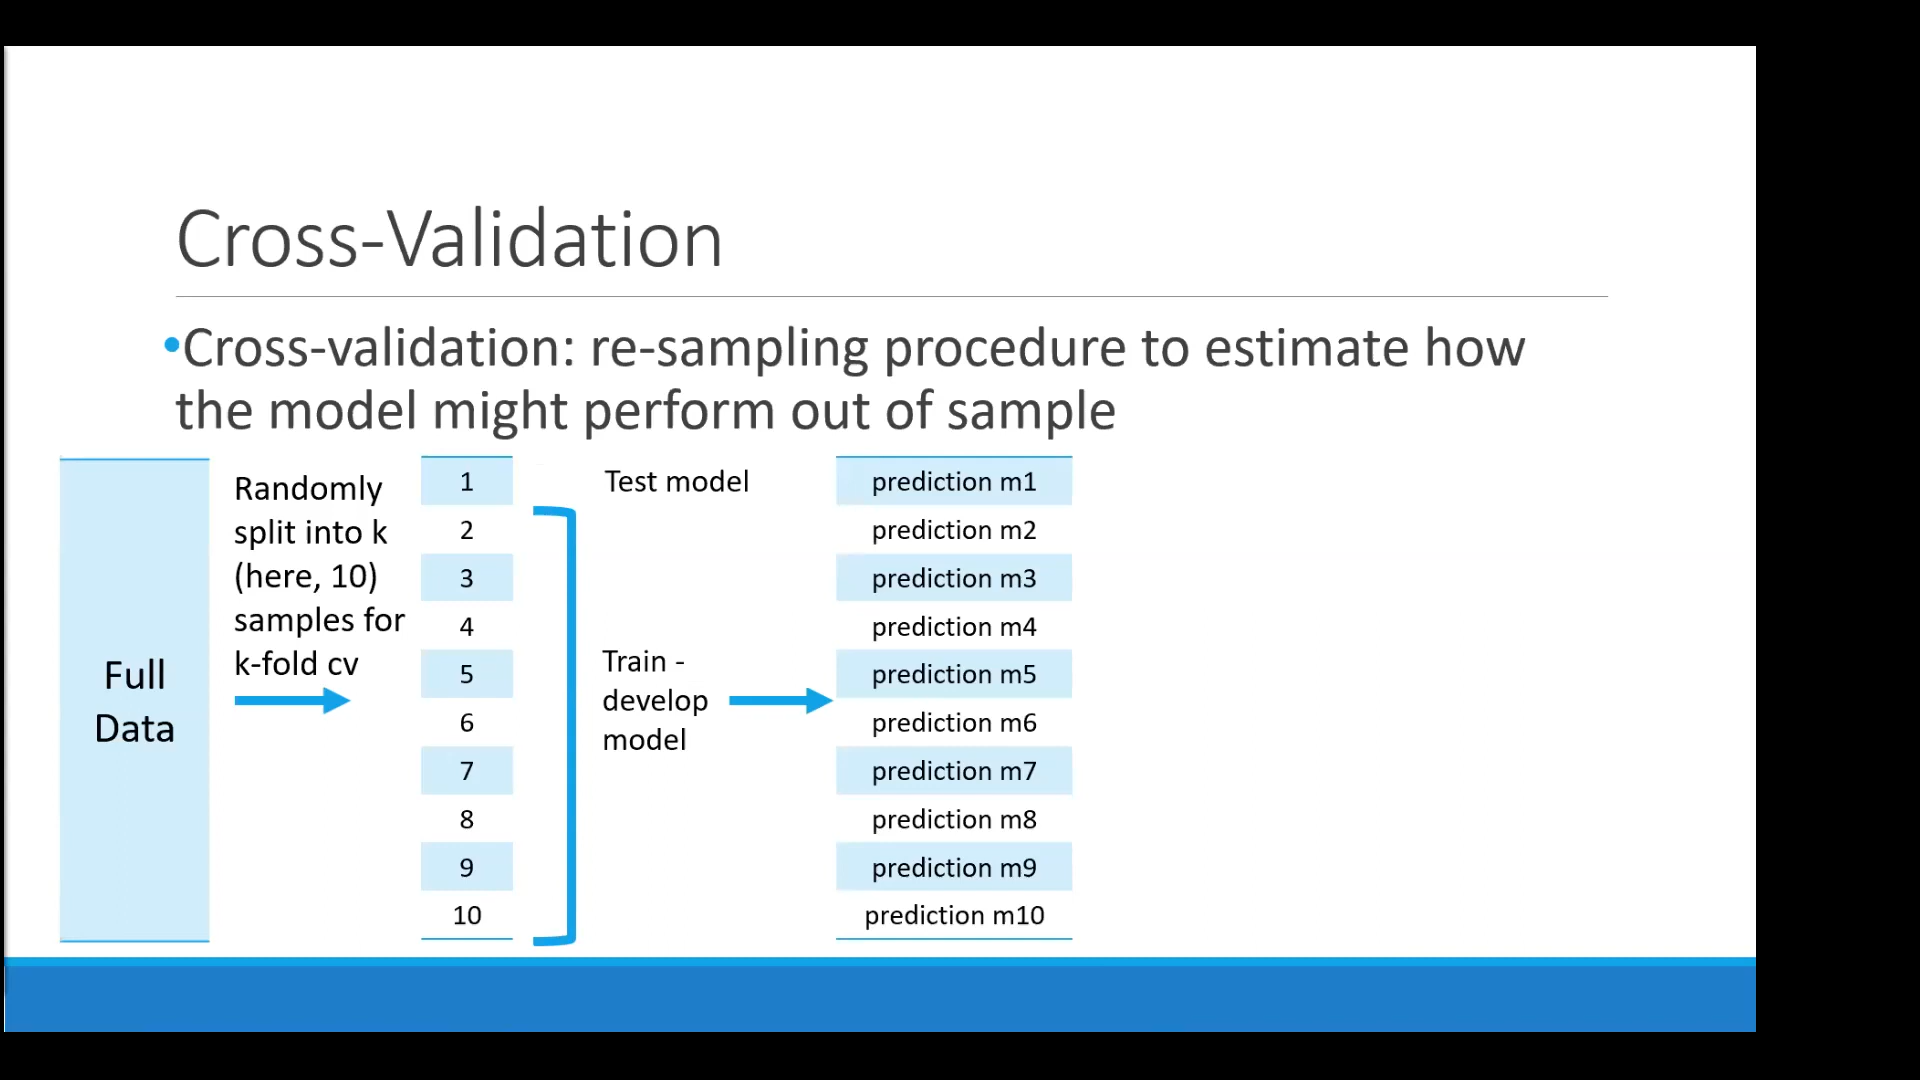 Cross-Validation
•Cross-validation: re-sampling procedure to estimate how
the model might perform out of sample
Full
Data
Randomly
split into k
(here, 10)
samples for
k-fold cv
1
2
3
4
5
6
7
8
9
10
Test model
Train -
develop
model
prediction m1
prediction m2
prediction m3
prediction m4
prediction m5
prediction m6
prediction m7
prediction m8
prediction m9
prediction m10